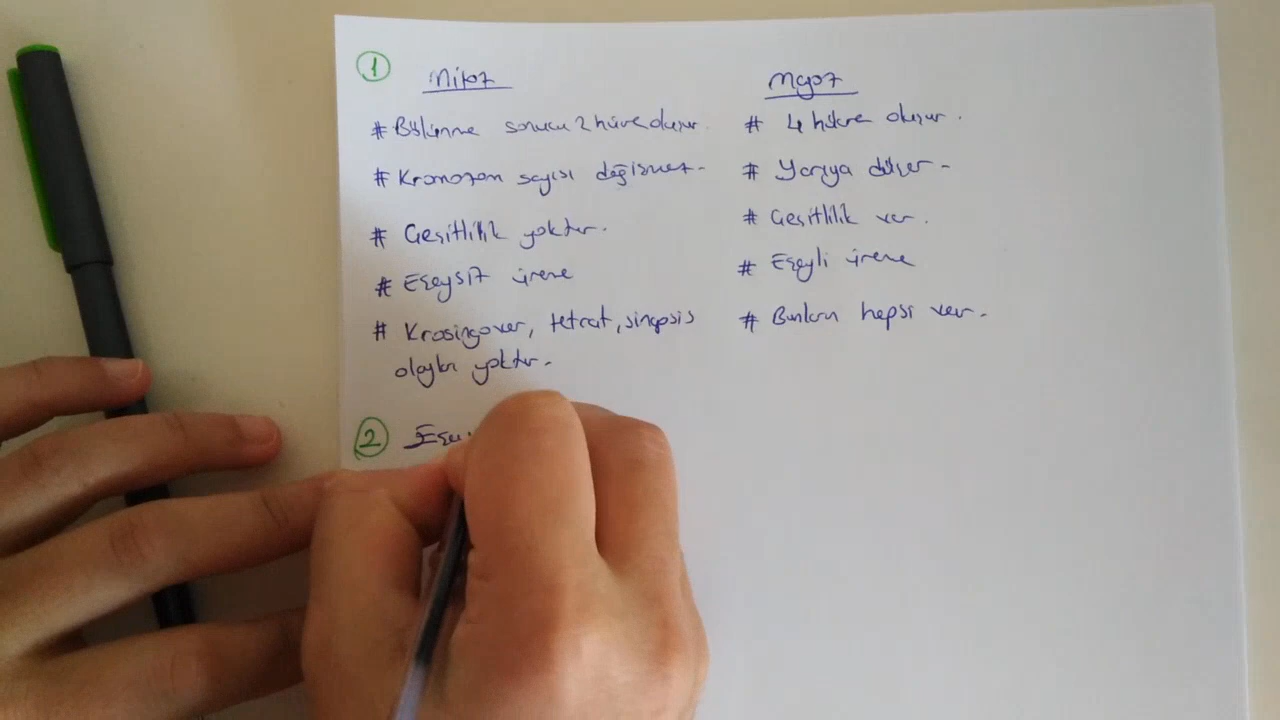 1
Mitoz
Mayoz
# Bölünme sonucu 2 hücre oluşur.
# 4 hücre oluşur.
# Kromozom sayısı değişmez.
# Yarıya düşer.
# Çeşitlilik yoktur.
# Çeşitlilik var.
# Eşeysiz üreme
# Eşeyli üreme
# Krosingover, tetrat, sinapsis
# Bunların hepsi var.
olayları yoktur.
2